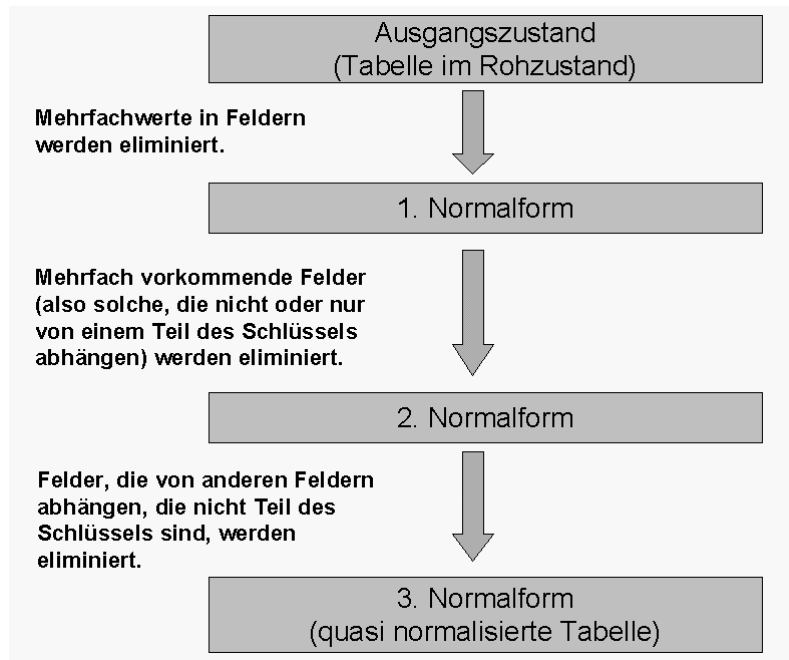 Ausgangszustand
(Tabelle im Rohzustand)
Mehrfachwerte in Feldern
werden eliminiert.
1. Normalform
Mehrfach vorkommende Felder
(also solche, die nicht oder nur
von einem Teil des Schlüssels
abhängen) werden eliminiert.
2. Normalform
Felder, die von anderen Feldern
abhängen, die nicht Teil des
Schlüssels sind, werden
eliminiert.
3. Normalform
(quasi normalisierte Tabelle)